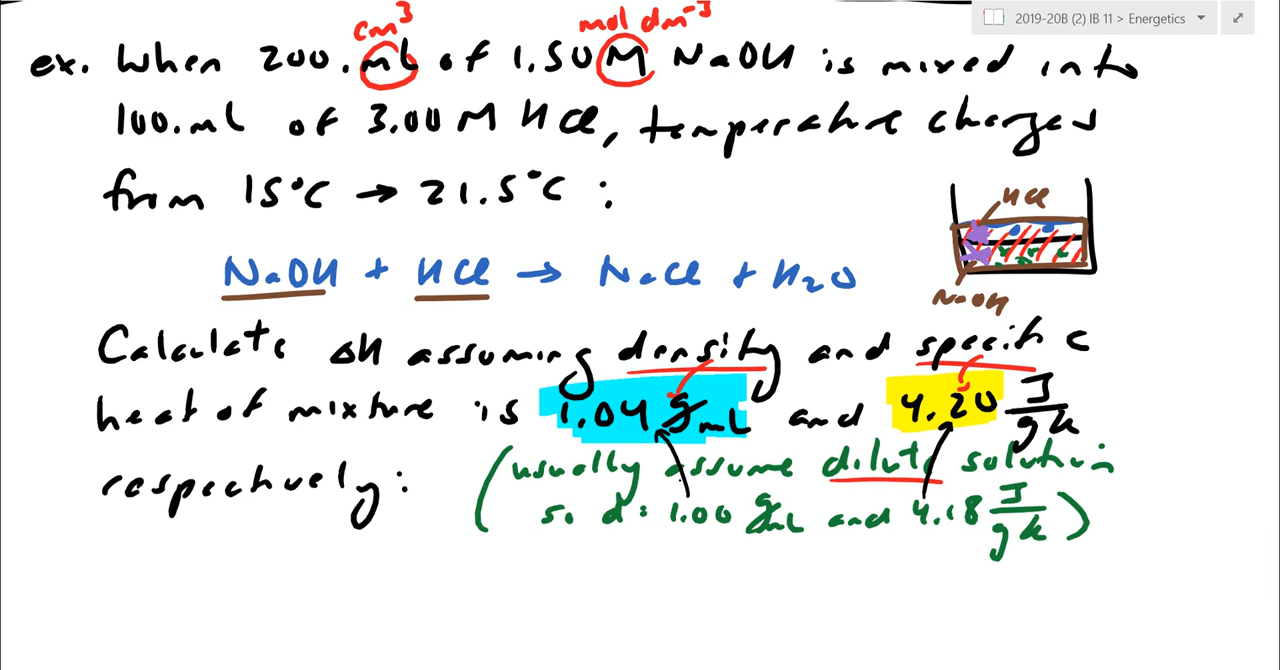 2019-20B (2) IB 11 > Energetics
cm³ mol dm⁻³
ex. When 200. mL of 1.50 M NaOH is mixed into
100. mL of 3.00 M HCl, temperature changes
from 15°C → 21.5°C :
HCl
NaOH + HCl → NaCl + H₂O
NaOH
Calculate ΔH assuming density and specific
heat of mixture is 1.04 g/mL and 4.20 J/gK
respectively: (usually assume dilute solution
so d = 1.00 g/mL and 4.18 J/gK)